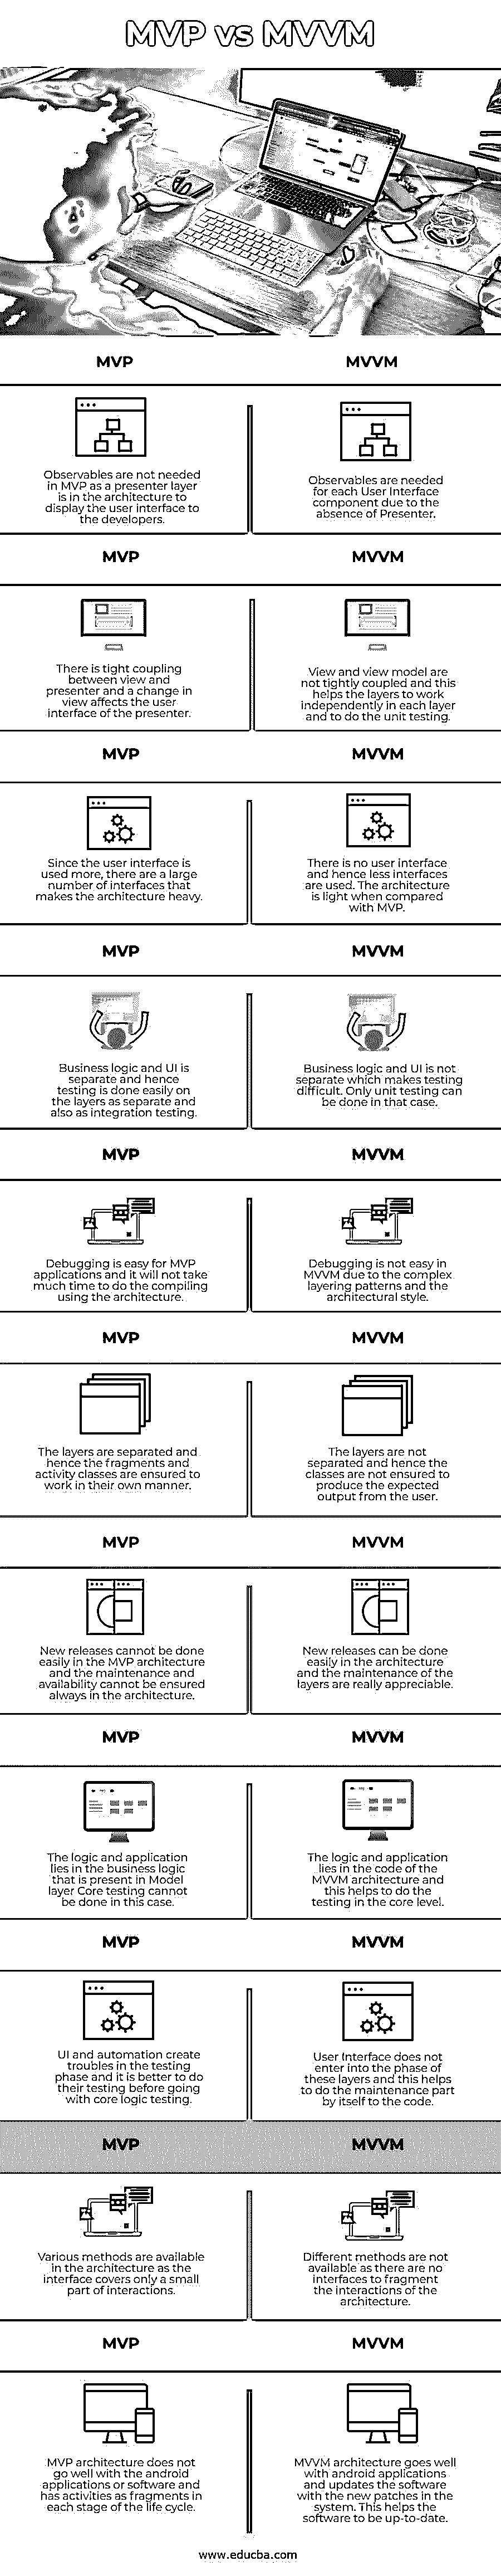 MVP vs MVVM
MVP
MVVM
Observables are not needed
in MVP as a presenter layer
is in the architecture to
display the user interface to
the developers.
Observables are needed
for each User Interface
component due to the
absence of Presenter.
MVP
MVVM
There is tight coupling
between view and
presenter and a change in
view affects the user
interface of the presenter.
View and view model are
not tightly coupled and this
helps the layers to work
independently in each layer
and to do the unit testing.
MVP
MVVM
Since the user interface is
used more, there are a large
number of interfaces that
makes the architecture heavy.
There is no user interface
and hence less interfaces
are used. The architecture
is light when compared
with MVP.
MVP
MVVM
Business logic and UI is
separate and hence
testing is done easily on
the layers as separate and
also as integration testing.
Business logic and UI is not
separate which makes testing
difficult. Only unit testing can
be done in that case.
MVP
MVVM
Debugging is easy for MVP
applications and it will not take
much time to do the compiling
using the architecture.
Debugging is not easy in
MVVM due to the complex
layering patterns and the
architectural style.
MVP
MVVM
The layers are separated and
hence the fragments and
activity classes are ensured to
work in their own manner.
The layers are not
separated and hence the
classes are not ensured to
produce the expected
output from the user.
MVP
MVVM
New releases cannot be done
easily in the MVP architecture
and the maintenance and
availability cannot be ensured
always in the architecture.
New releases can be done
easily in the architecture
and the maintenance of the
layers are really appreciable.
MVP
MVVM
The logic and application
lies in the business logic
that is present in Model
layer Core testing cannot
be done in this case.
The logic and application
lies in the code of the
MVVM architecture and
this helps to do the
testing in the core level.
MVP
MVVM
UI and automation create
troubles in the testing
phase and it is better to do
their testing before going
with core logic testing.
User Interface does not
enter into the phase of
these layers and this helps
to do the maintenance part
by itself to the code.
MVP
MVVM
Various methods are available
in the architecture as the
interface covers only a small
part of interactions.
Different methods are not
available as there are no
interfaces to fragment
the interactions of the
architecture.
MVP
MVVM
MVP architecture does not
go well with the android
applications or software and
has activities as fragments in
each stage of the life cycle.
MVVM architecture goes well
with android applications
and updates the software
with the new patches in the
system. This helps the
software to be up-to-date.
www.educba.com